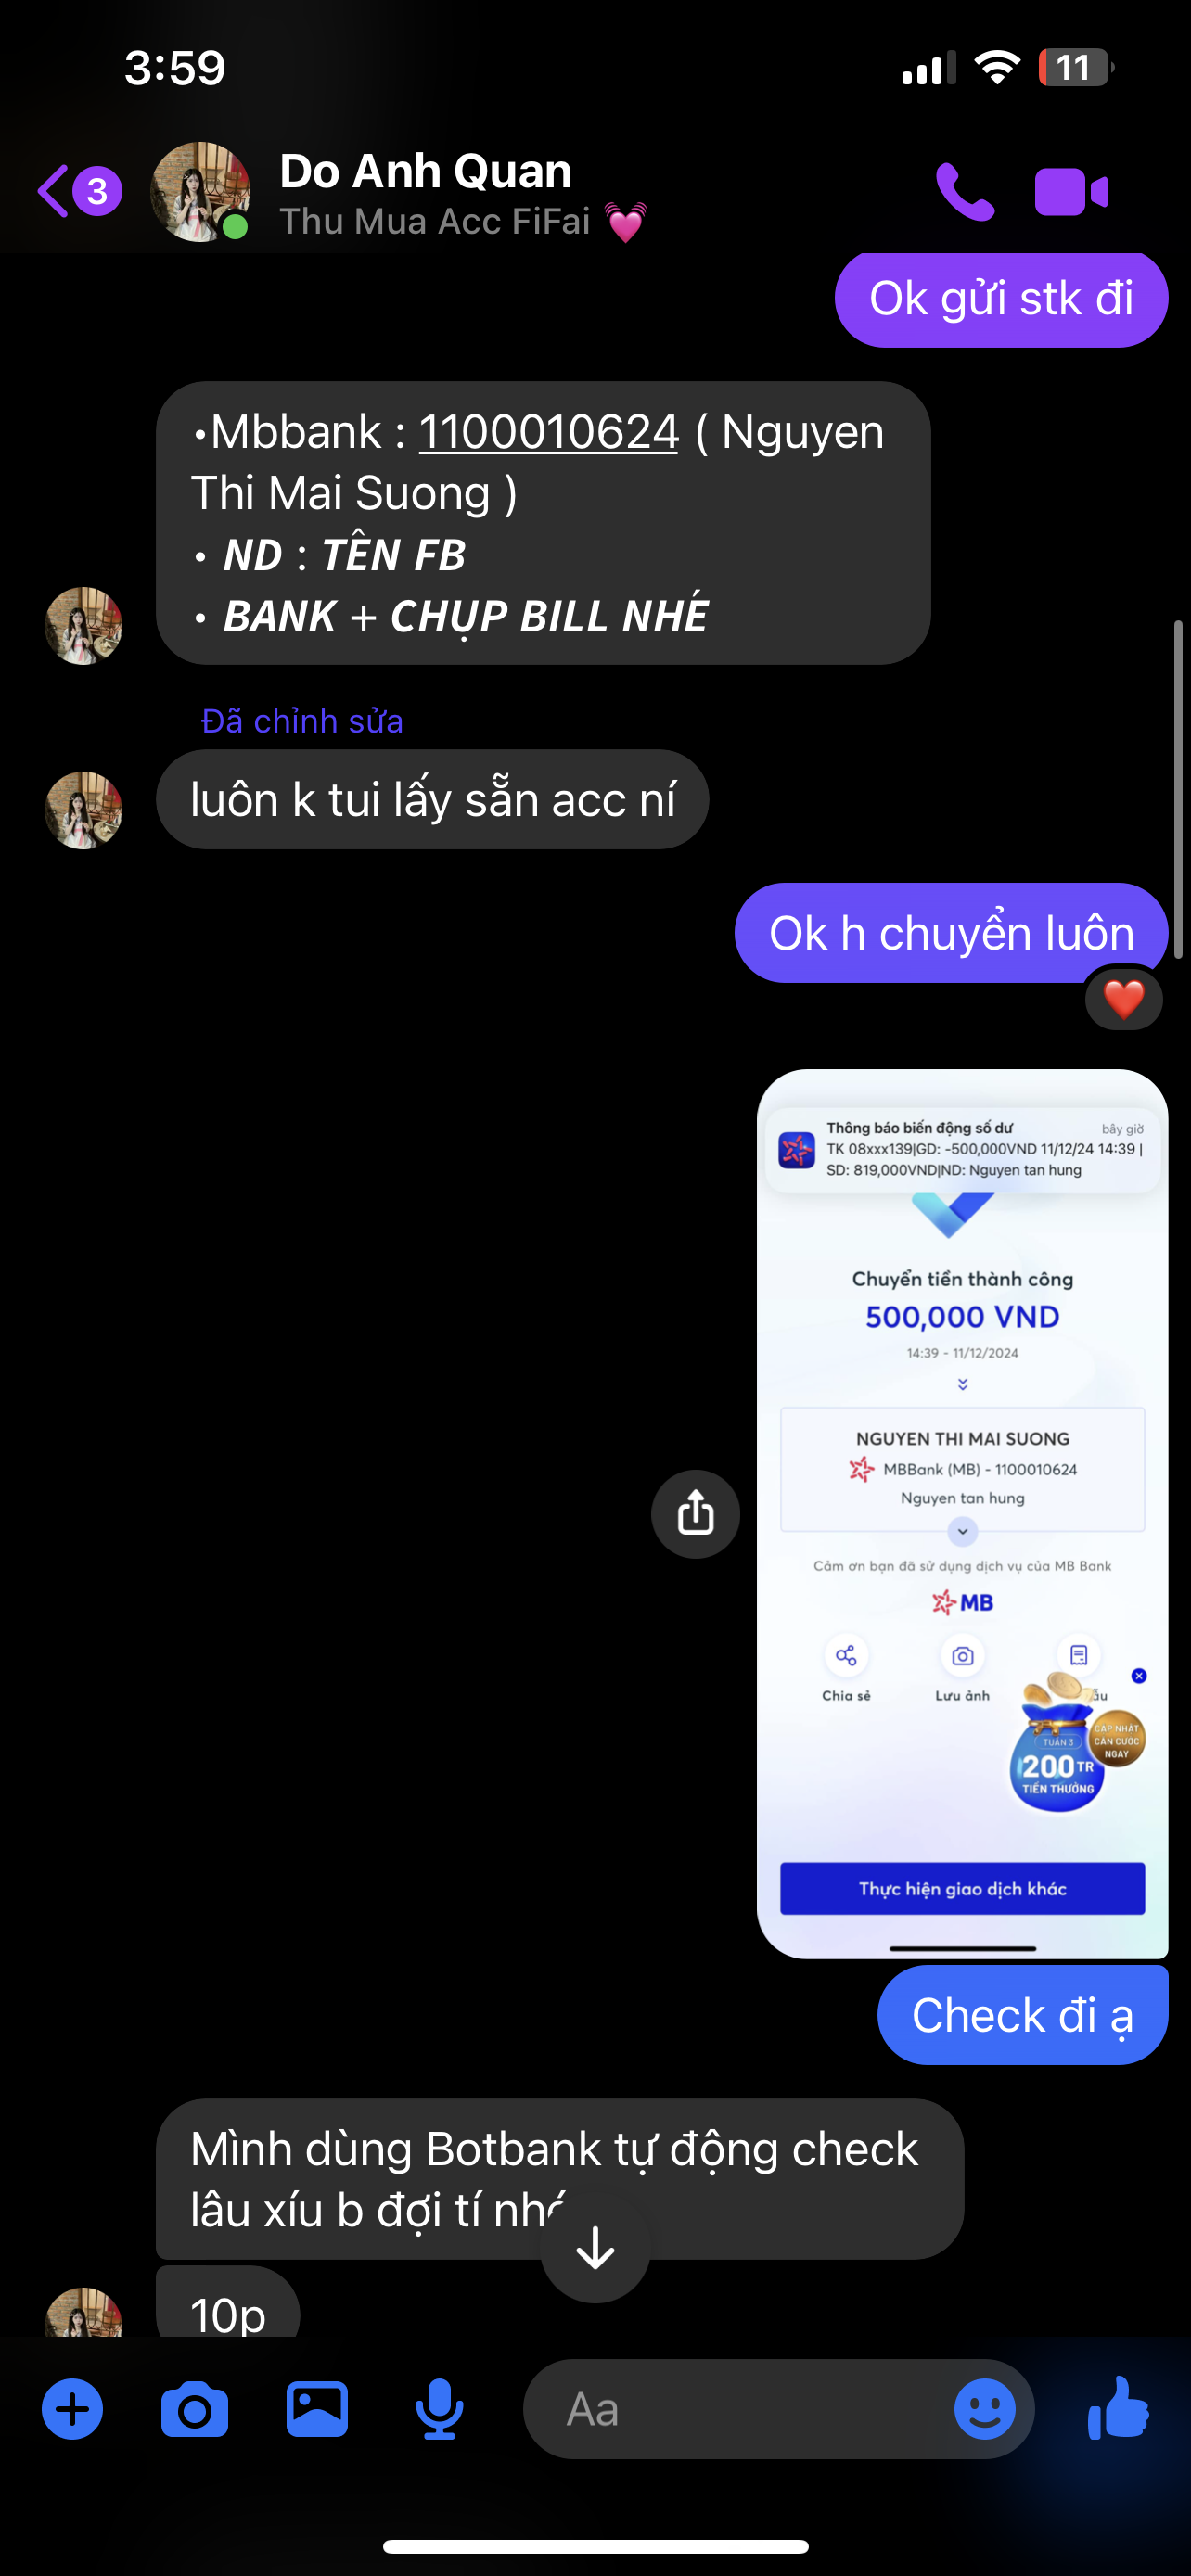 3:59
11
3
Do Anh Quan
Thu Mua Acc FiFai 💓
Ok gửi stk đi
•Mbbank : 1100010624 ( Nguyen
Thi Mai Suong )
• ND : TÊN FB
• BANK + CHỤP BILL NHÉ
Đã chỉnh sửa
luôn k tui lấy sẵn acc ní
Ok h chuyển luôn
❤️
Thông báo biến động số dư
bây giờ
TK 08xxx139|GD: -500,000VND 11/12/24 14:39 |
SD: 819,000VND|ND: Nguyen tan hung
Chuyển tiền thành công
500,000 VND
14:39 - 11/12/2024
NGUYEN THI MAI SUONG
MBBank (MB) - 1100010624
Nguyen tan hung
Cảm ơn bạn đã sử dụng dịch vụ của MB Bank
MB
Chia sẻ
Lưu ảnh
TUẦN 3
200TR
TIỀN THƯỞNG
CẬP NHẬT
CĂN CƯỚC
NGAY
Thực hiện giao dịch khác
Check đi ạ
Mình dùng Botbank tự động check
lâu xíu b đợi tí
10p
Aa